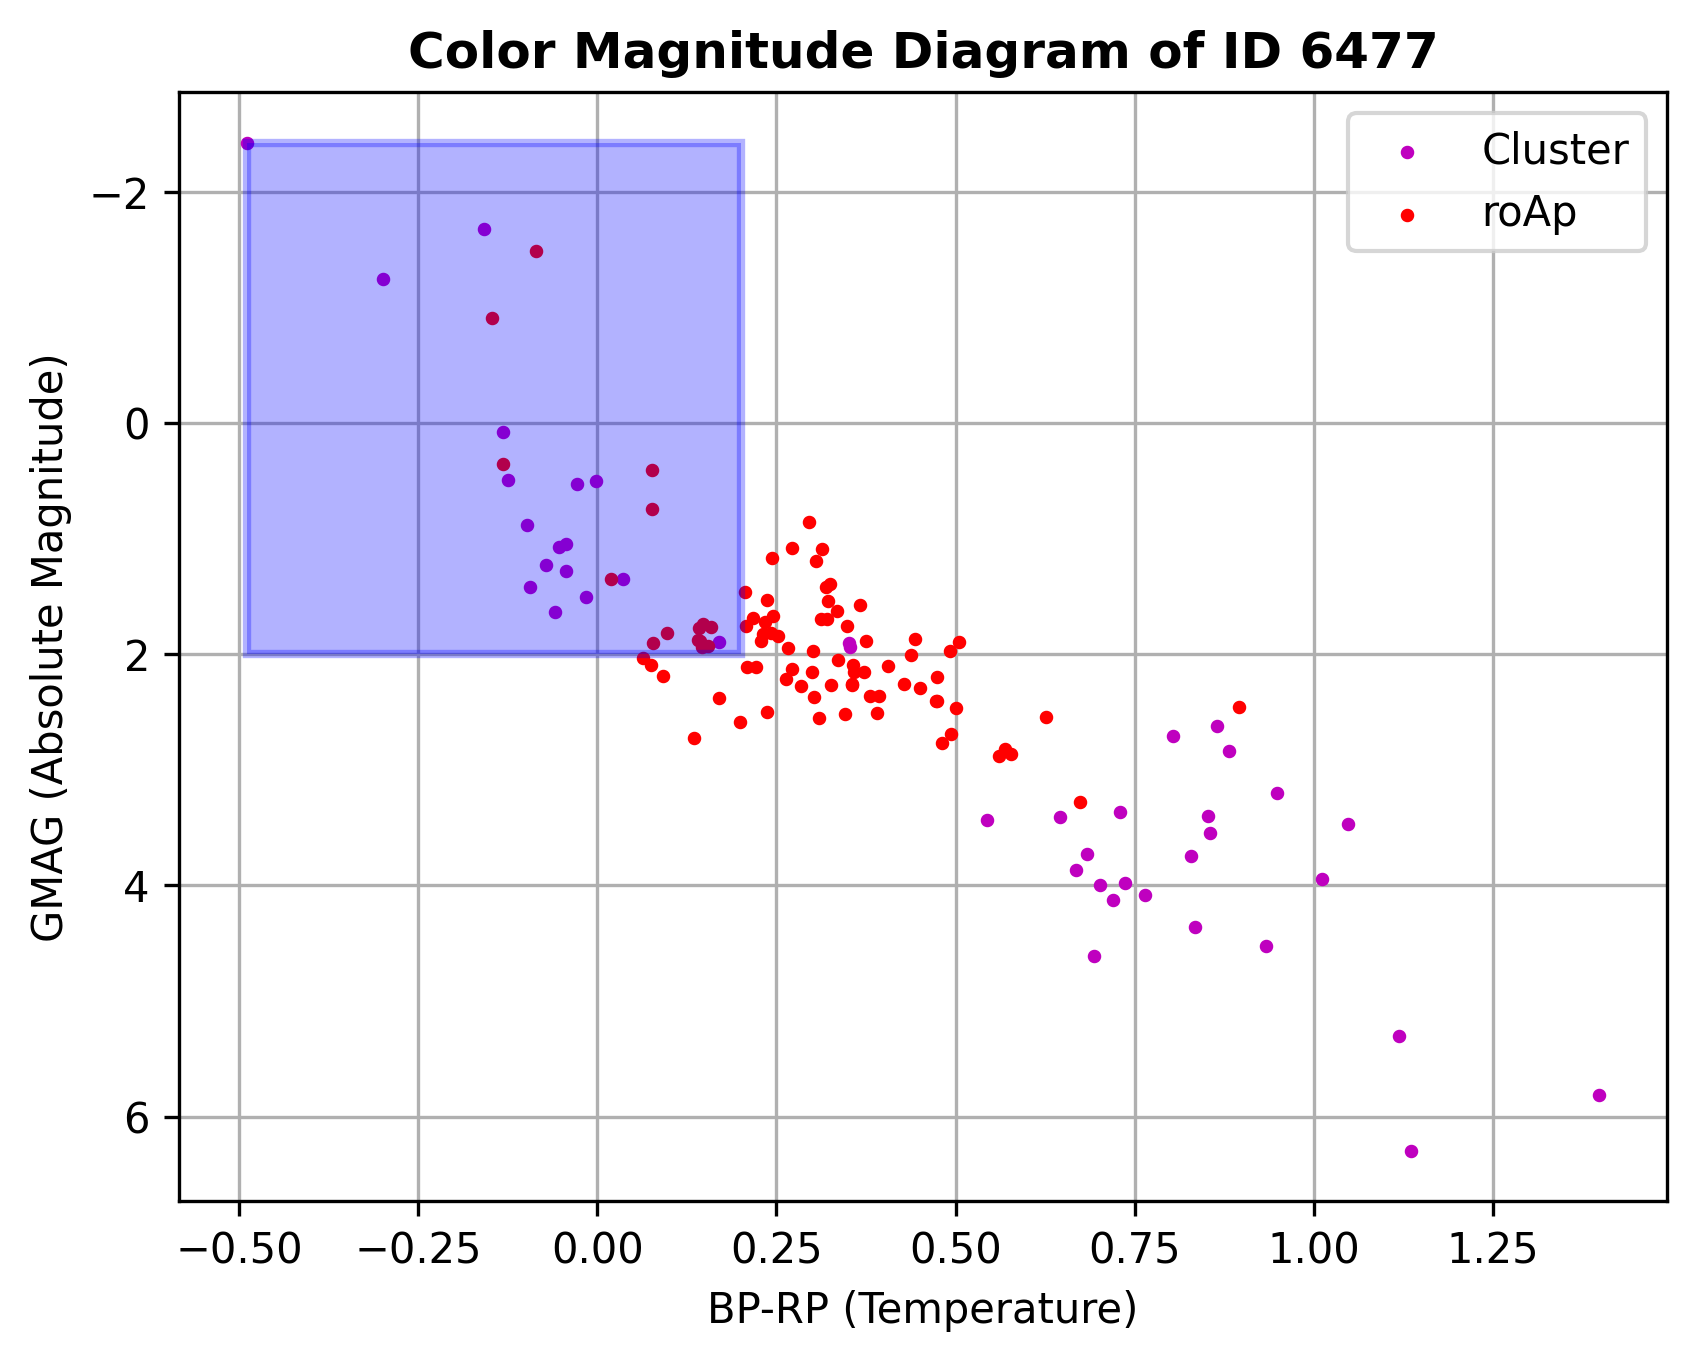 Color Magnitude Diagram of ID 6477
Cluster
roAp
GMAG (Absolute Magnitude)
−2
0
2
4
6
−0.50 −0.25 0.00 0.25 0.50 0.75 1.00 1.25
BP-RP (Temperature)